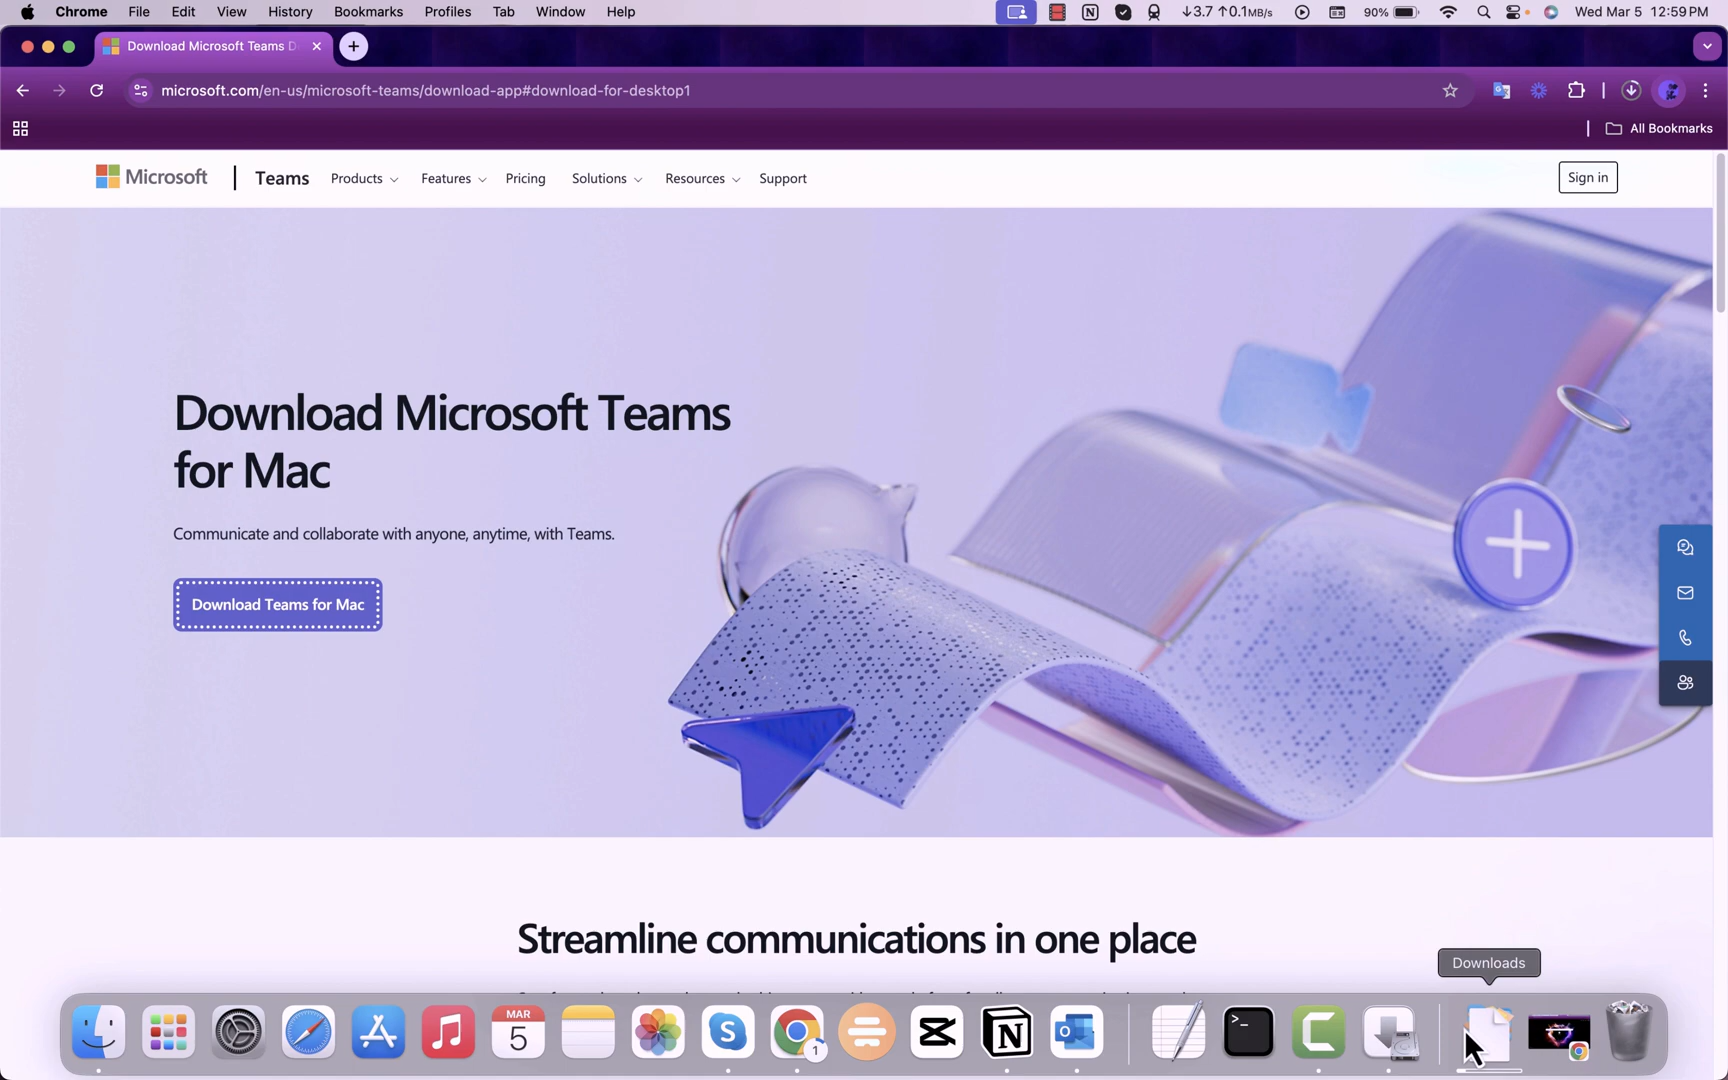 Chrome File Edit View History Bookmarks Profiles Tab Window Help ↓3.7 ↑0.1MB/s 90% Wed Mar 5 12:59 PM
Download Microsoft Teams D
microsoft.com/en-us/microsoft-teams/download-app#download-for-desktop1
All Bookmarks
Microsoft Teams Products Features Pricing Solutions Resources Support Sign in
Download Microsoft Teams
for Mac
Communicate and collaborate with anyone, anytime, with Teams.
Download Teams for Mac
Streamline communications in one place
Downloads
MAR
5
1